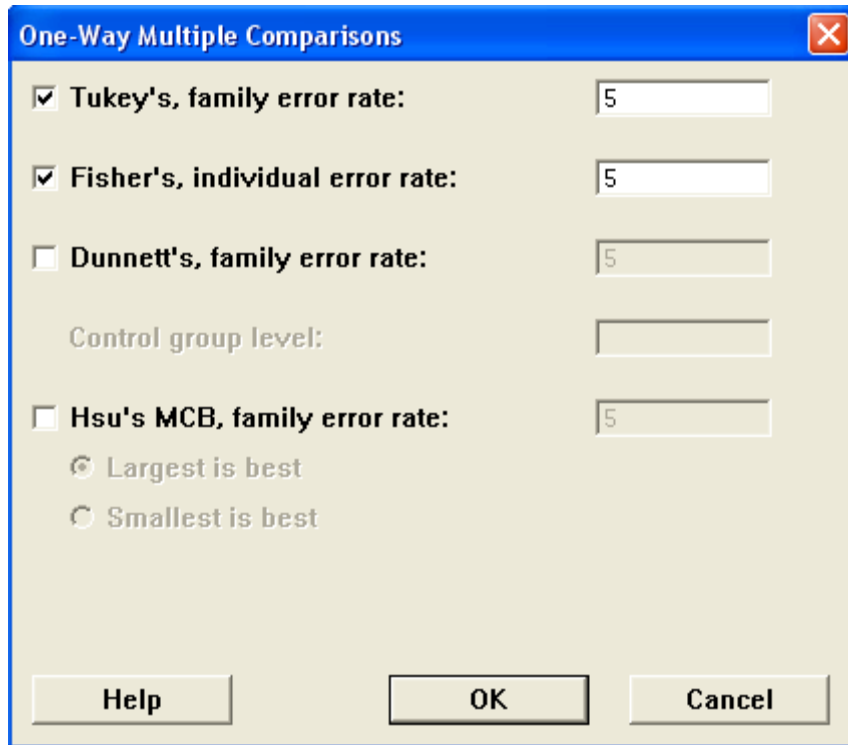 One-Way Multiple Comparisons
Tukey's, family error rate: 5
Fisher's, individual error rate: 5
Dunnett's, family error rate: 5
Control group level:
Hsu's MCB, family error rate: 5
Largest is best
Smallest is best
Help OK Cancel